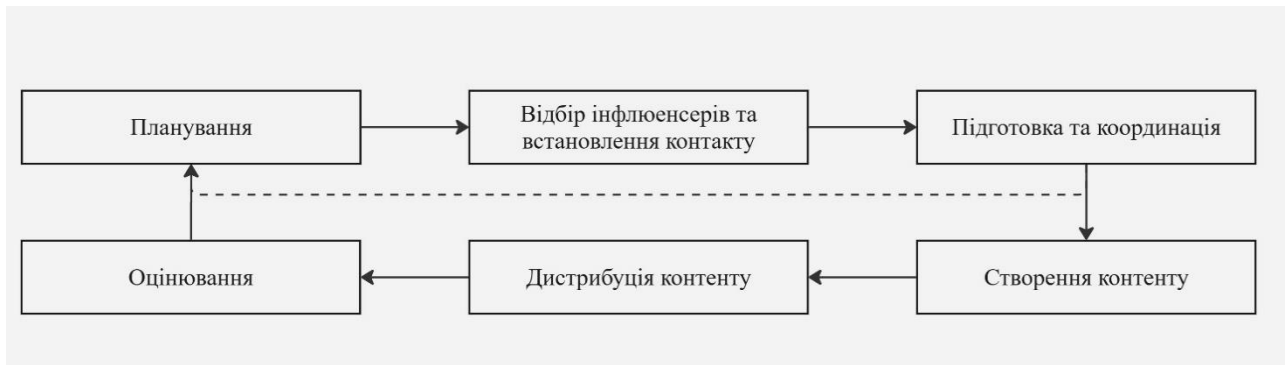 Планування
Відбір інфлюенсерів та
встановлення контакту
Підготовка та координація
Оцінювання
Дистрибуція контенту
Створення контенту